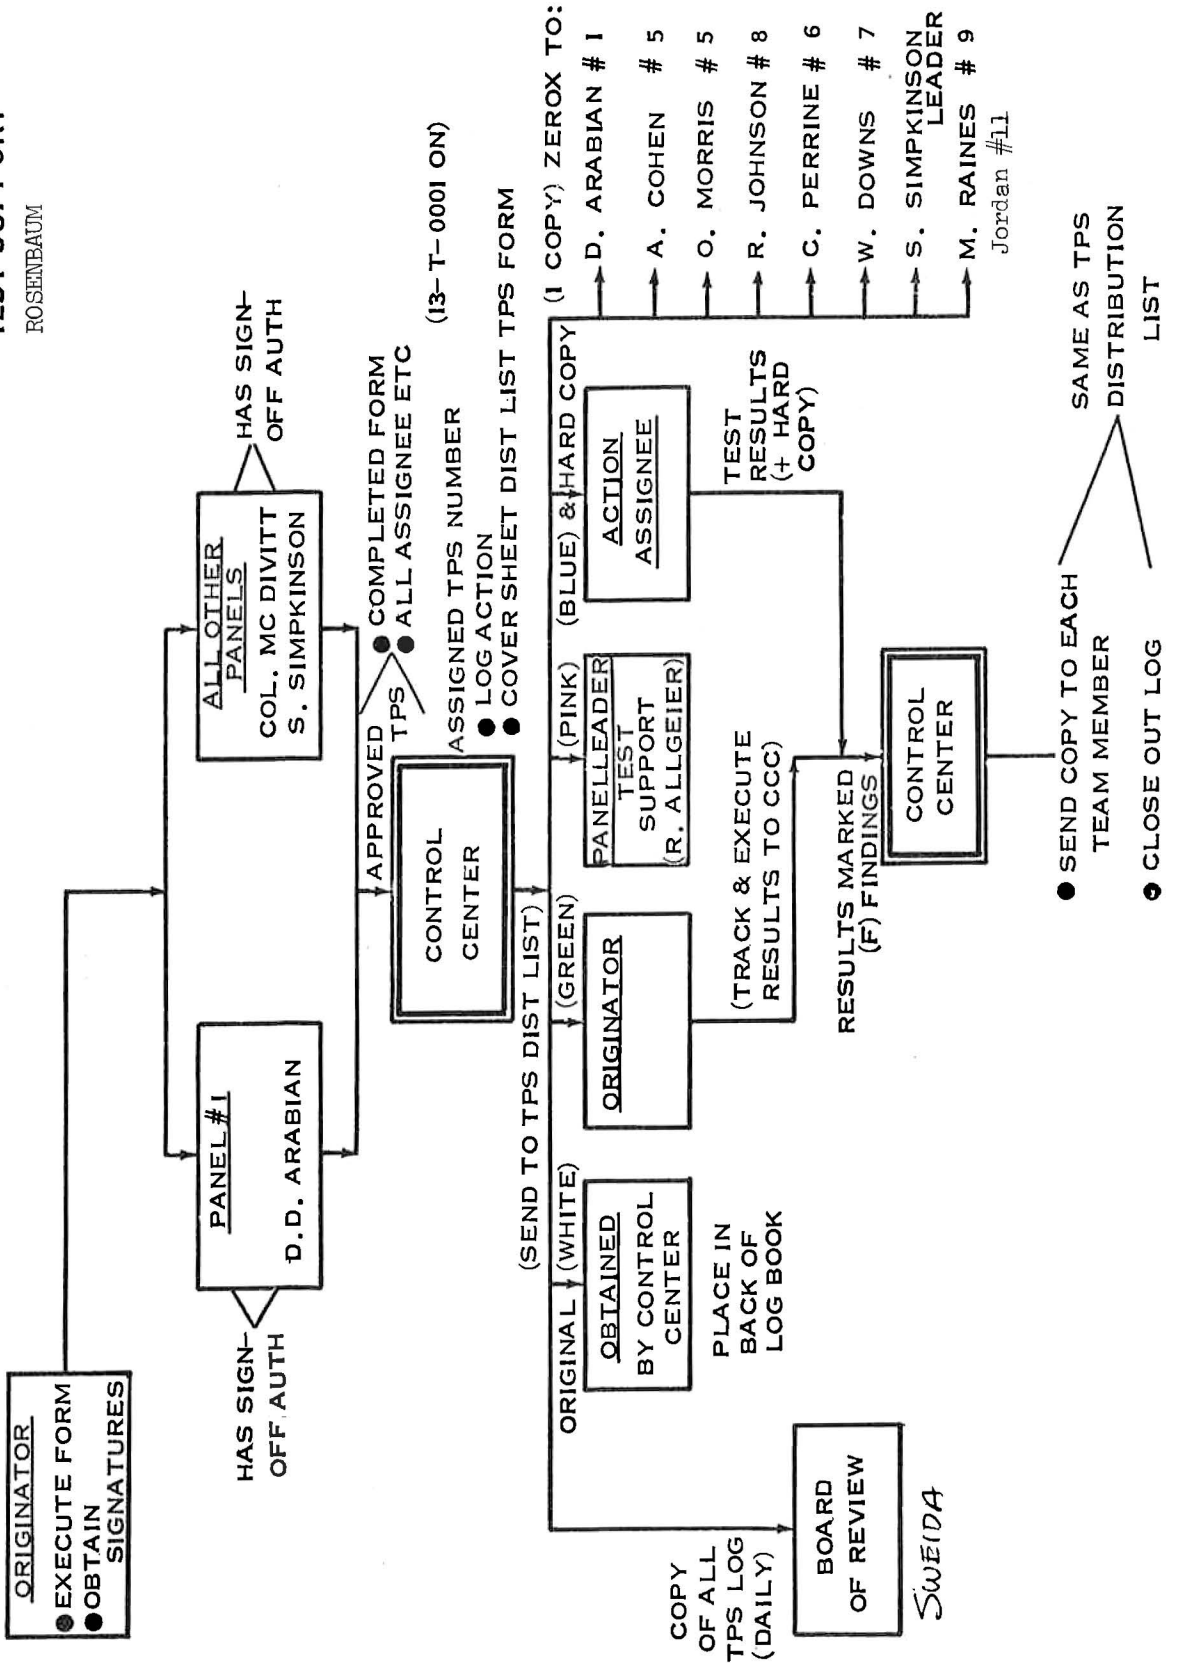 ROSENBAUM
ORIGINATOR
● EXECUTE FORM
● OBTAIN
SIGNATURES
HAS SIGN-
OFF AUTH
PANEL #1
D.D. ARABIAN
ALL OTHER
PANELS
COL. MC DIVITT
S. SIMPKINSON
HAS SIGN-
OFF AUTH
APPROVED
TPS
● COMPLETED FORM
● ALL ASSIGNEE ETC
(13-T-0001 ON)
CONTROL
CENTER
ASSIGNED TPS NUMBER
● LOG ACTION
● COVER SHEET DIST LIST TPS FORM
(SEND TO TPS DIST LIST)
COPY
OF ALL
TPS LOG
(DAILY)
BOARD
OF REVIEW
SWEIDA
ORIGINAL (WHITE)
OBTAINED
BY CONTROL
CENTER
PLACE IN
BACK OF
LOG BOOK
(GREEN)
ORIGINATOR
(TRACK & EXECUTE
RESULTS TO CCC)
(PINK)
PANELLEADER
TEST
SUPPORT
(R. ALLGEIER)
(BLUE) & HARD COPY
ACTION
ASSIGNEE
TEST
RESULTS
(+ HARD
COPY)
(1 COPY) ZEROX TO:
D. ARABIAN # 1
A. COHEN # 5
O. MORRIS # 5
R. JOHNSON # 8
C. PERRINE # 6
W. DOWNS # 7
S. SIMPKINSON
LEADER
M. RAINES # 9
Jordan #11
RESULTS MARKED
(F) FINDINGS
CONTROL
CENTER
● SEND COPY TO EACH
TEAM MEMBER
● CLOSE OUT LOG
SAME AS TPS
DISTRIBUTION
LIST